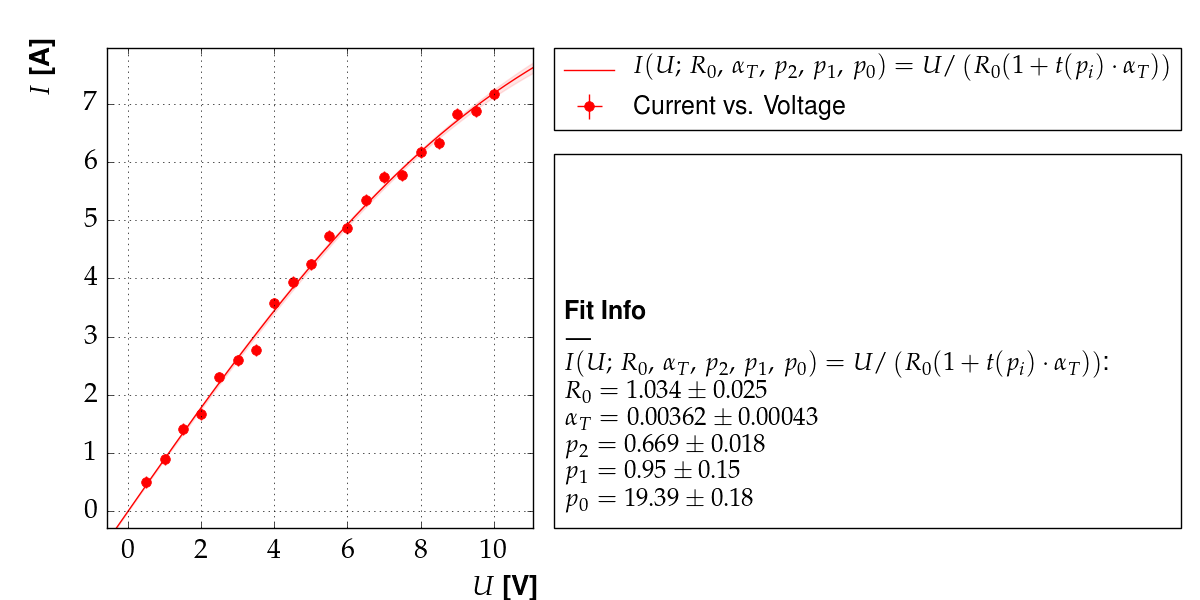 I [A]
7
6
5
4
3
2
1
0
0 2 4 6 8 10
U [V]
I(U; R₀, α_T, p₂, p₁, p₀) = U/ (R₀(1 + t(pᵢ) · α_T))
Current vs. Voltage
Fit Info
I(U; R₀, α_T, p₂, p₁, p₀) = U/ (R₀(1 + t(pᵢ) · α_T)):
R₀ = 1.034 ± 0.025
α_T = 0.00362 ± 0.00043
p₂ = 0.669 ± 0.018
p₁ = 0.95 ± 0.15
p₀ = 19.39 ± 0.18